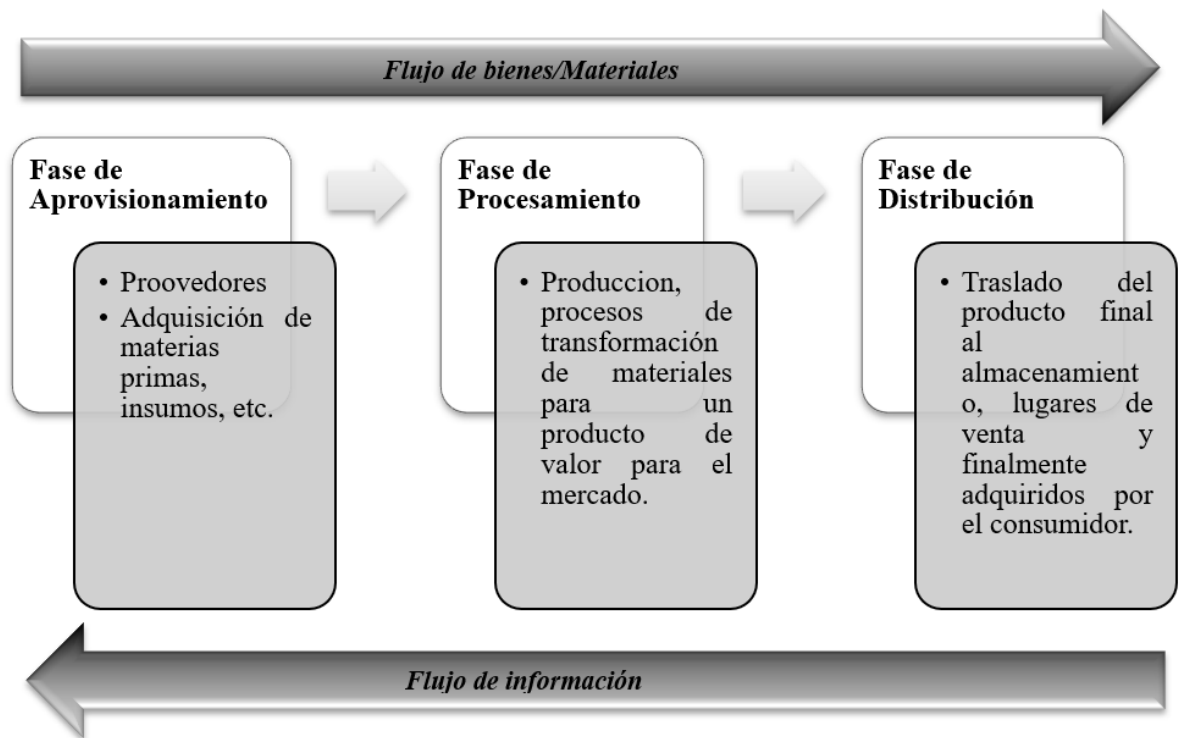 Flujo de bienes/Materiales
Fase de
Aprovisionamiento
• Proovedores
• Adquisición de
materias
primas,
insumos, etc.
Fase de
Procesamiento
• Produccion,
procesos de
transformación
de materiales
para un
producto de
valor para el
mercado.
Fase de
Distribución
• Traslado del
producto final
al
almacenamient
o, lugares de
venta y
finalmente
adquiridos por
el consumidor.
Flujo de información